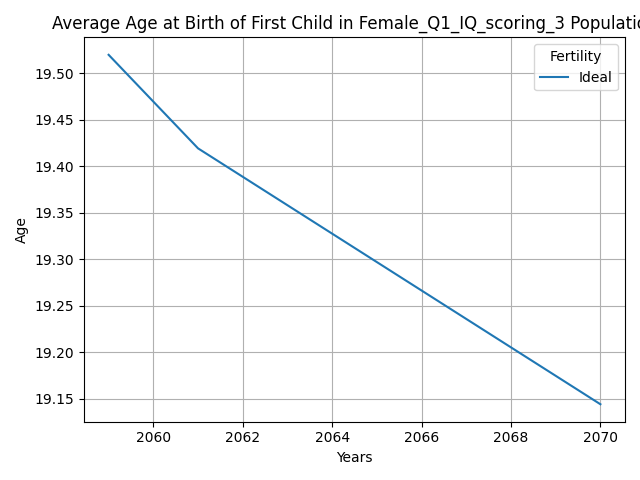 Average Age at Birth of First Child in Female_Q1_IQ_scoring_3 Populatio
Fertility
Ideal
19.50
19.45
19.40
19.35
19.30
19.25
19.20
19.15
Age
2060 2062 2064 2066 2068 2070
Years